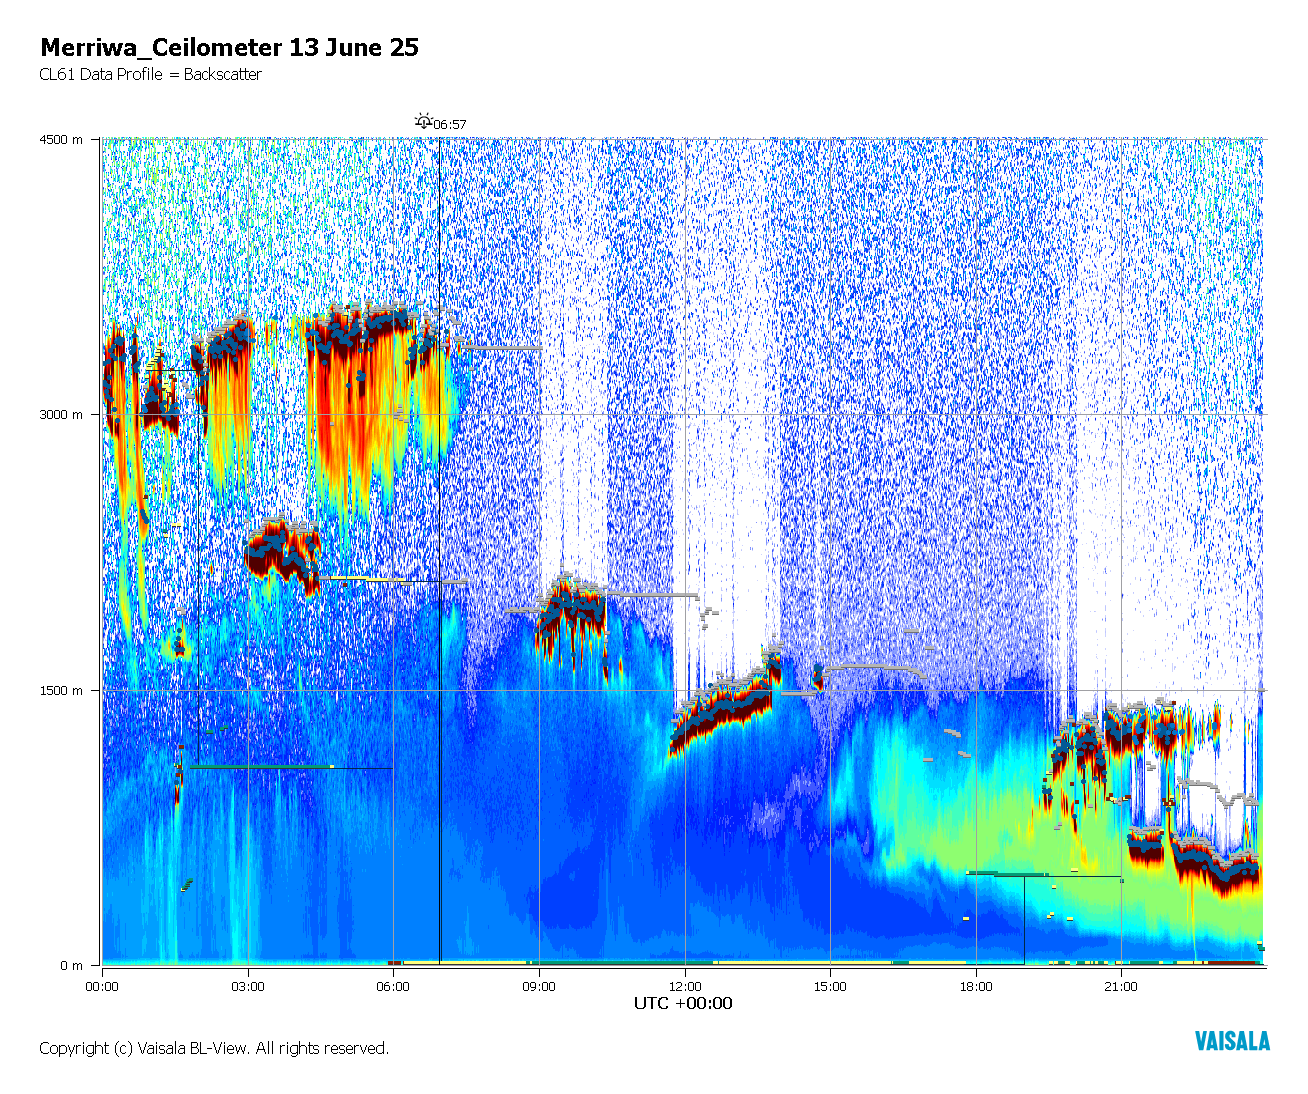 Merriwa_Ceilometer 13 June 25
CL61 Data Profile = Backscatter
06:57
4500 m
3000 m
1500 m
0 m
00:00 03:00 06:00 09:00 12:00 15:00 18:00 21:00
UTC +00:00
Copyright (c) Vaisala BL-View. All rights reserved.
VAISALA